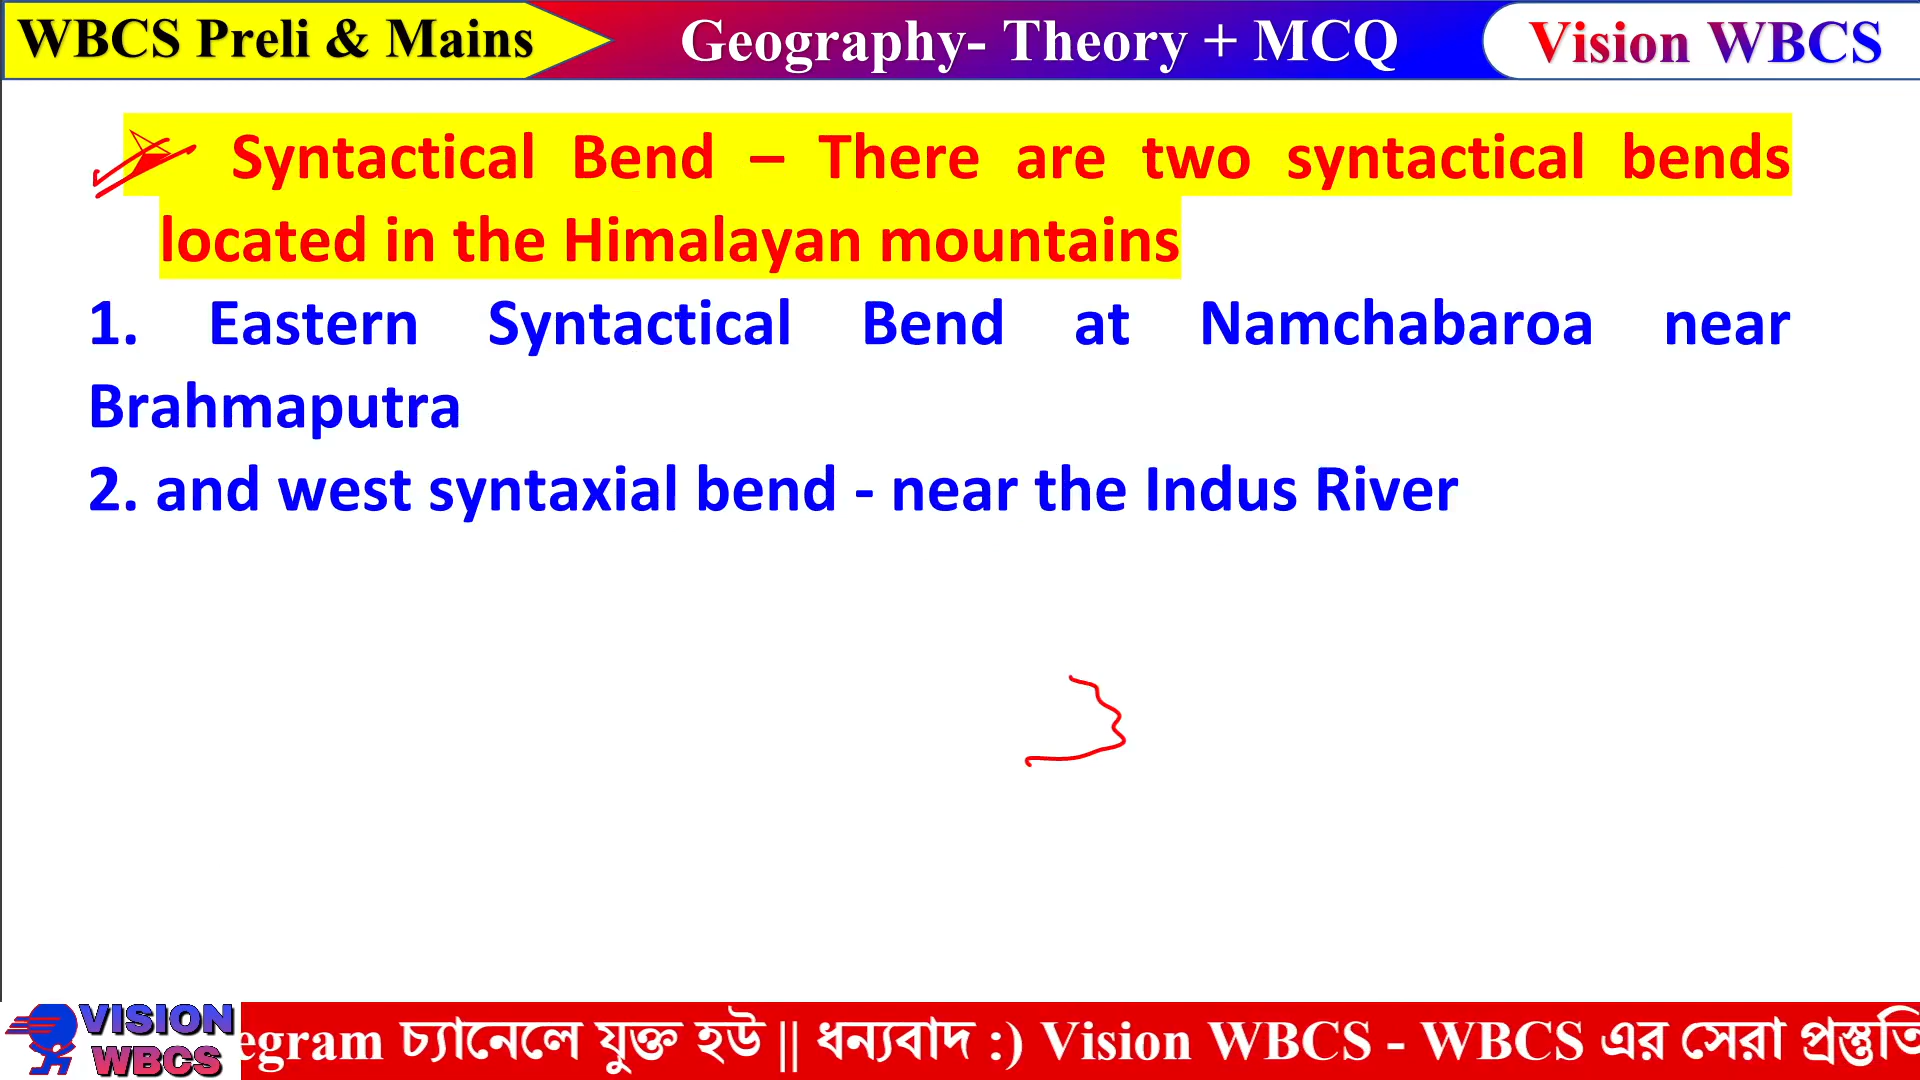 WBCS Preli & Mains
Geography- Theory + MCQ
Vision WBCS
Syntactical Bend – There are two syntactical bends
located in the Himalayan mountains
1. Eastern Syntactical Bend at Namchabaroa near
Brahmaputra
2. and west syntaxial bend - near the Indus River
VISION
WBCS
egram চ্যানেলে যুক্ত হউ || ধন্যবাদ :) Vision WBCS - WBCS এর সেরা প্রস্তুতি